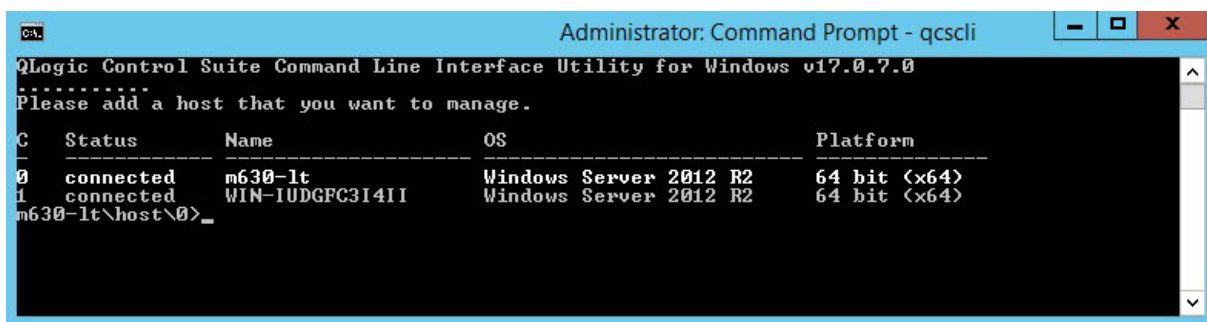 Administrator: Command Prompt - qcscli
QLogic Control Suite Command Line Interface Utility for Windows v17.0.7.0
...........
Please add a host that you want to manage.
C Status Name OS Platform
0 connected m630-lt Windows Server 2012 R2 64 bit (x64)
1 connected WIN-IUDGFC3I4II Windows Server 2012 R2 64 bit (x64)
m630-lt\host\0>_